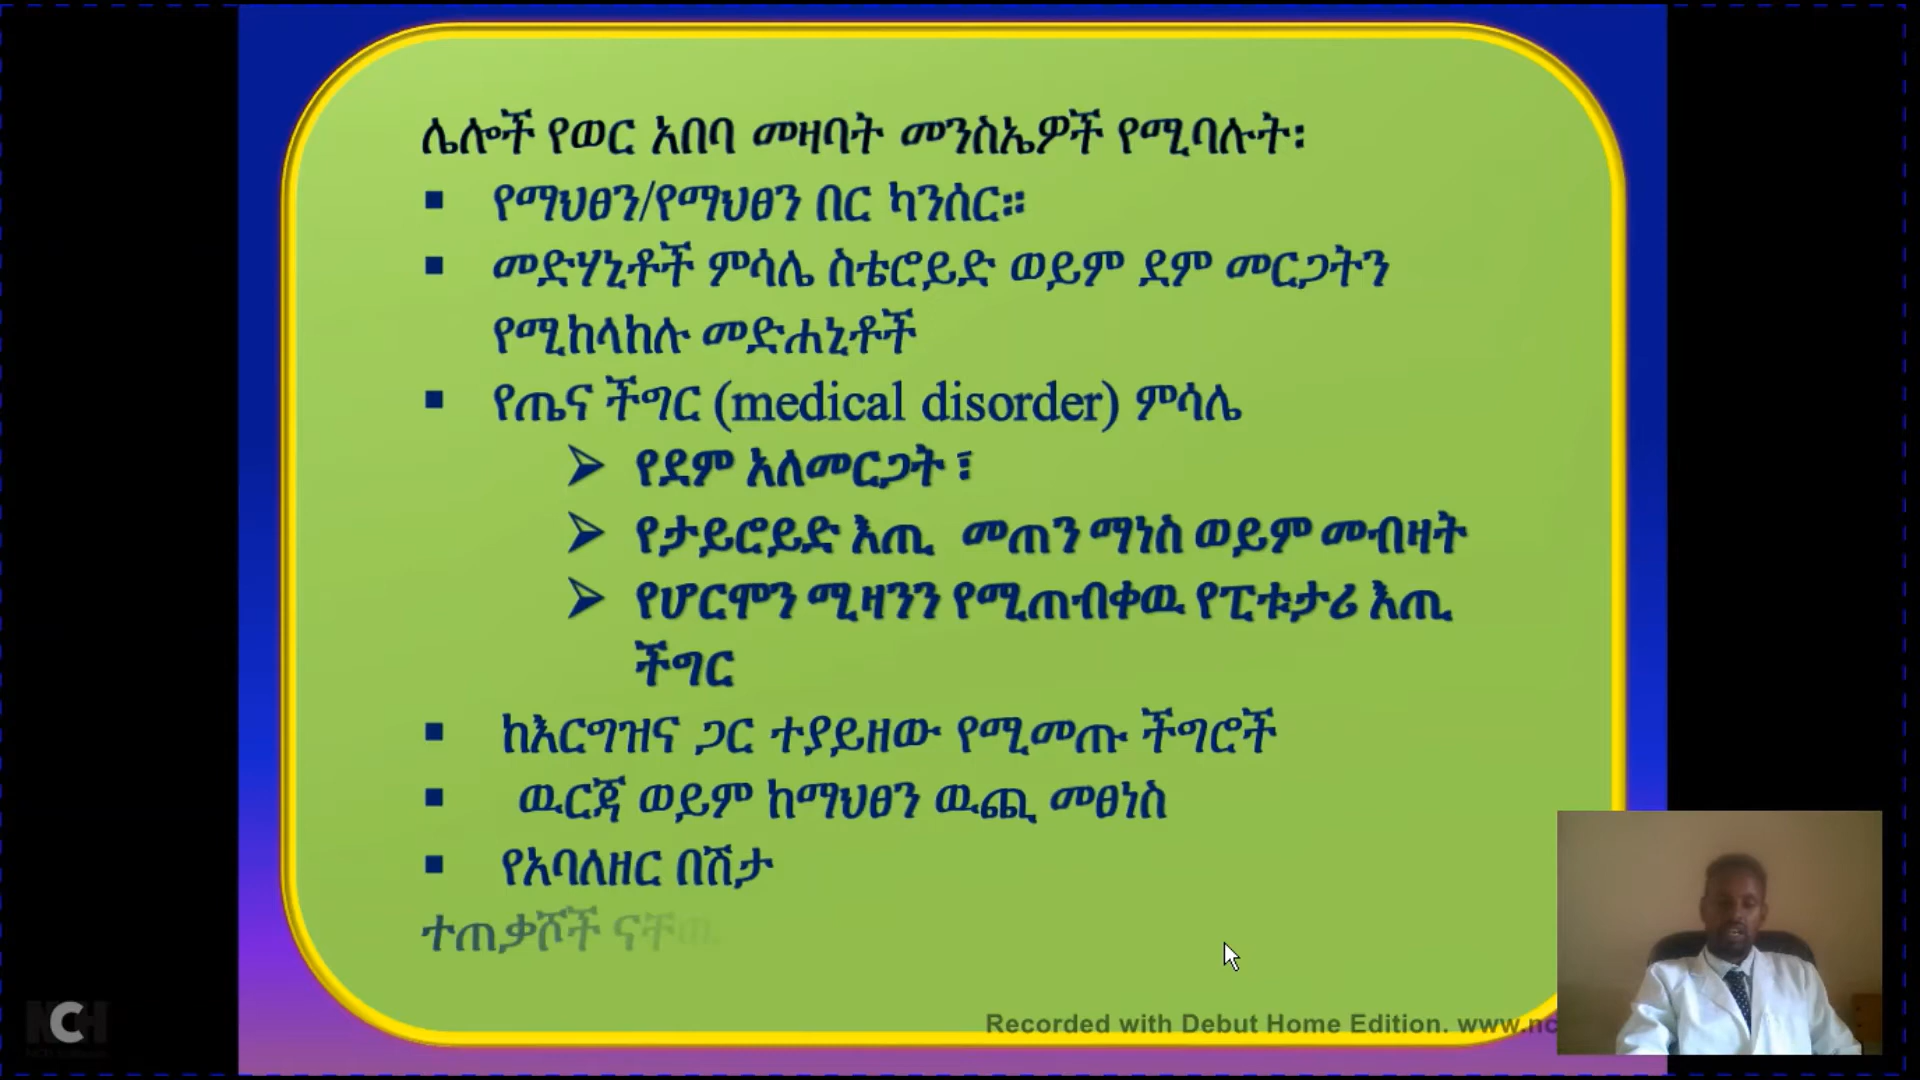 ሌሎች የወር አበባ መዛባት መንስኤዎች የሚባሉት፡
▪ የማህፀን/የማህፀን በር ካንሰር።
▪ መድሃኒቶች ምሳሌ ስቴሮይድ ወይም ደም መርጋትን
የሚከላከሉ መድሐኒቶች
▪ የጤና ችግር (medical disorder) ምሳሌ
➢ የደም አለመርጋት ፣
➢ የታይሮይድ እጢ መጠን ማነስ ወይም መብዛት
➢ የሆርሞን ሚዛንን የሚጠብቀዉ የፒቱታሪ እጢ
ችግር
▪ ከእርግዝና ጋር ተያይዘው የሚመጡ ችግሮች
▪ ዉርጃ ወይም ከማህፀን ዉጪ መፀነስ
▪ የአባለዘር በሽታ
ተጠቃሾች
Recorded with Debut Home Edition. www.nc
NCH